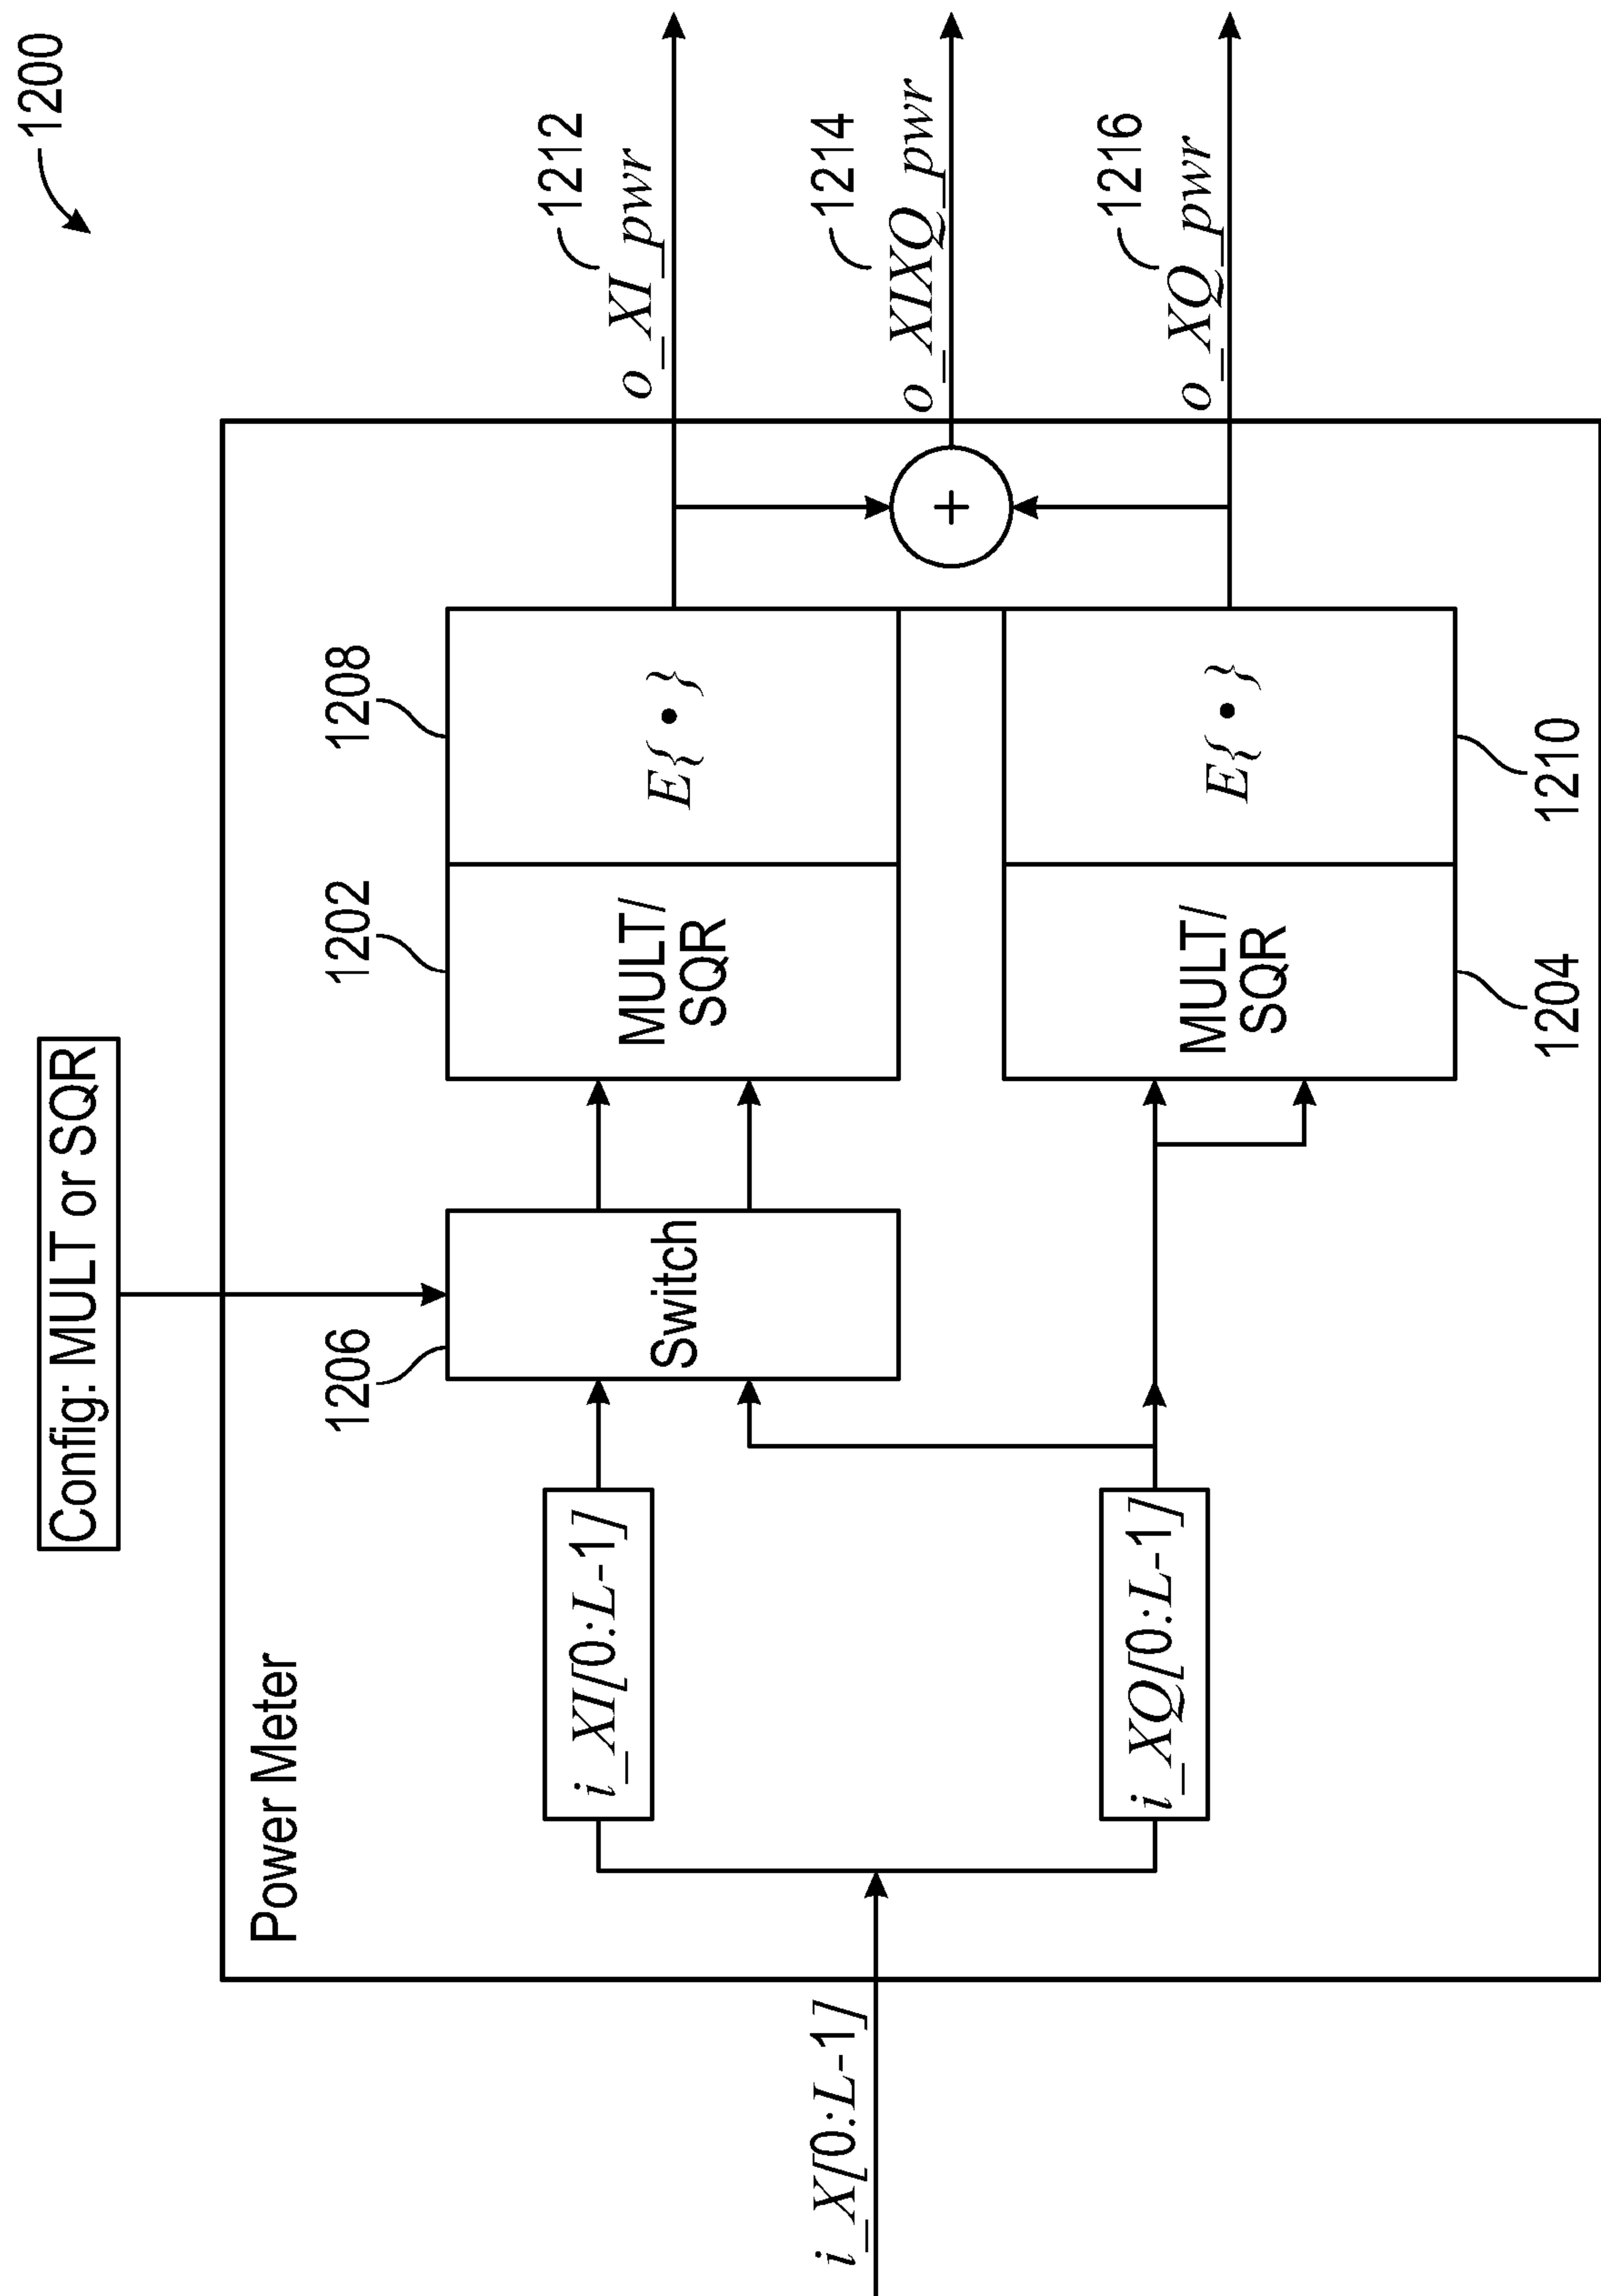 1200
Config: MULT or SQR
Power Meter
1206
1202
1208
1212
o_XI_pwr
i_XI[0:L-1]
Switch
MULT/
SQR
E{•}
i_X[0:L-1]
1214
o_XIXQ_pwr
+
1216
o_XQ_pwr
i_XQ[0:L-1]
MULT/
SQR
E{•}
1204
1210